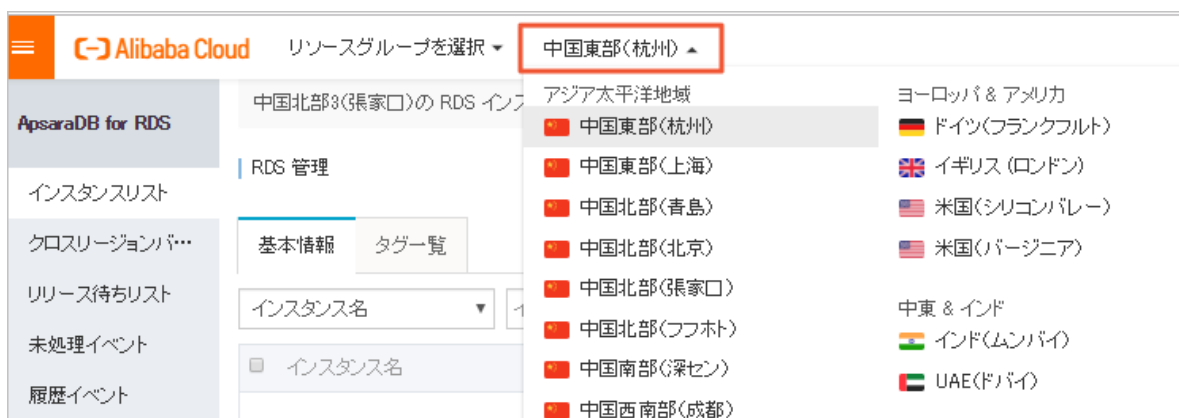 Alibaba Cloud
リソースグループを選択
中国東部(杭州)
ApsaraDB for RDS
インスタンスリスト
クロスリージョンバ…
リリース待ちリスト
未処理イベント
履歴イベント
中国北部3(張家口)の RDS インス
RDS 管理
基本情報
タグ一覧
インスタンス名
インスタンス名
アジア太平洋地域
中国東部(杭州)
中国東部(上海)
中国北部(青島)
中国北部(北京)
中国北部(張家口)
中国北部(フフホト)
中国南部(深セン)
中国西南部(成都)
ヨーロッパ & アメリカ
ドイツ(フランクフルト)
イギリス (ロンドン)
米国(シリコンバレー)
米国(バージニア)
中東 & インド
インド(ムンバイ)
UAE(ドバイ)